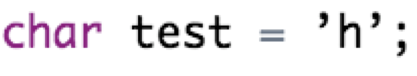 char test = ’h’;